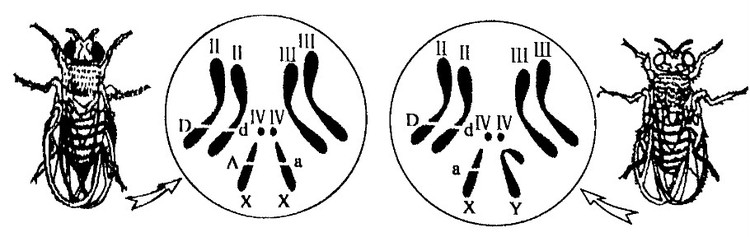 II II III III
D d IV IV
A a
X X
II II III III
D d IV IV
a
X Y